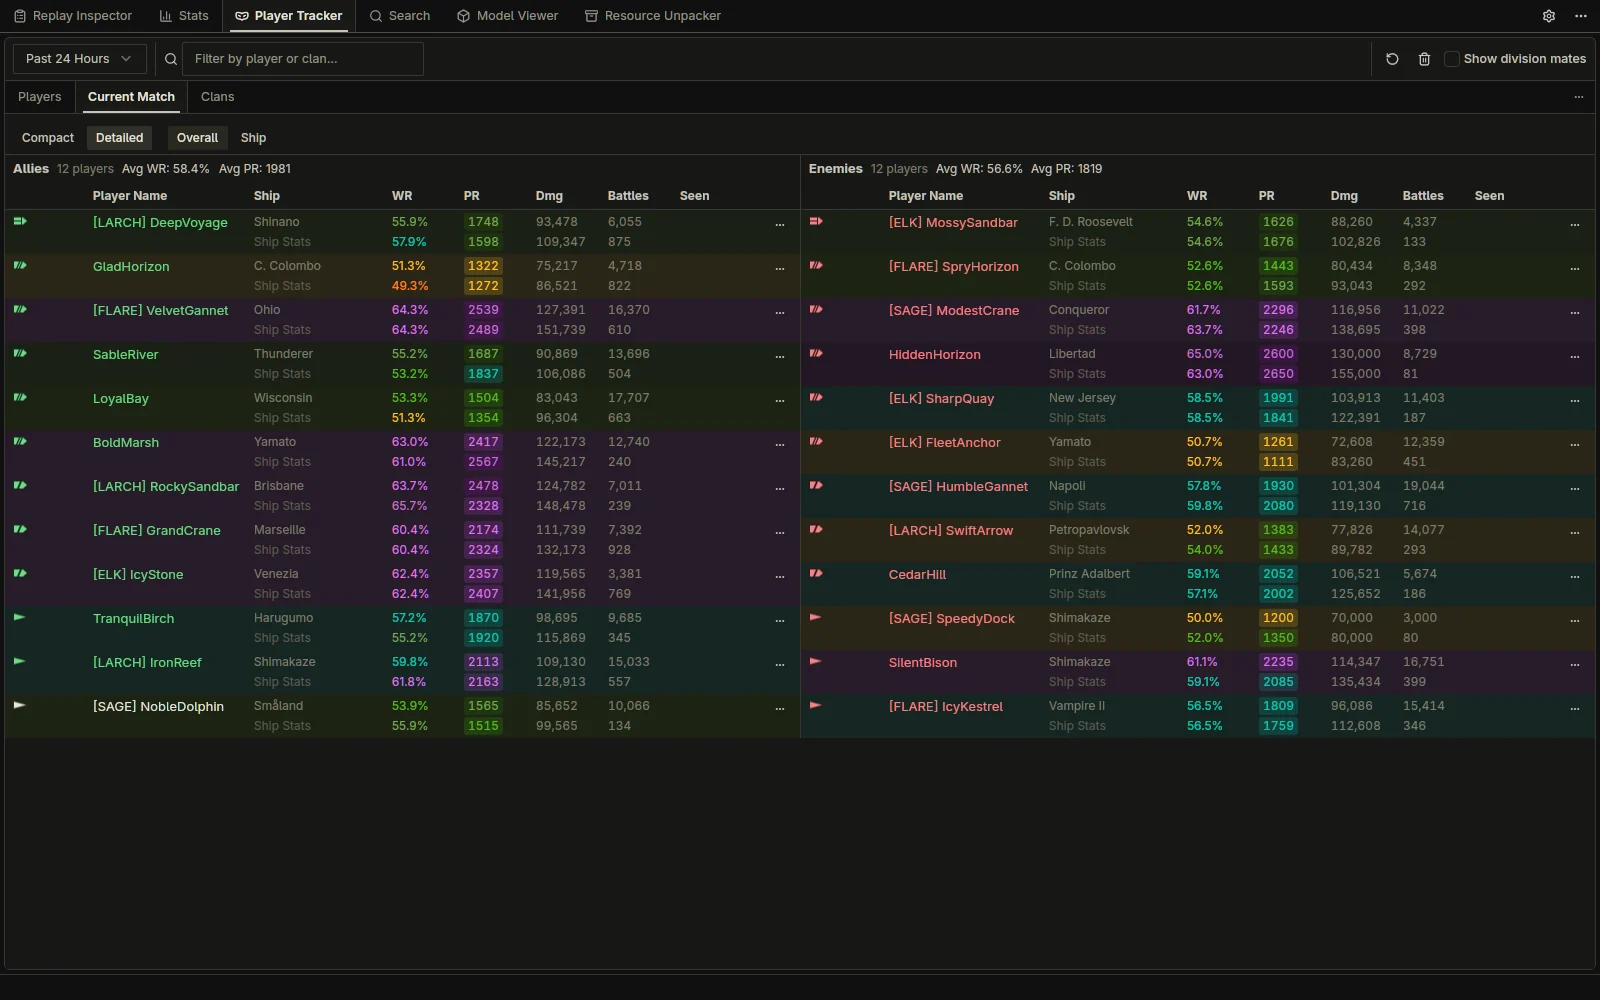 Replay Inspector Stats Player Tracker Search Model Viewer Resource Unpacker
Past 24 Hours Filter by player or clan... Show division mates
Players Current Match Clans
Compact Detailed Overall Ship
Allies 12 players Avg WR: 58.4% Avg PR: 1981
Player Name Ship WR PR Dmg Battles Seen
[LARCH] DeepVoyage Shinano 55.9% 1748 93,478 6,055
Ship Stats 57.9% 1598 109,347 875
GladHorizon C. Colombo 51.3% 1322 75,217 4,718
Ship Stats 49.3% 1272 86,521 822
[FLARE] VelvetGannet Ohio 64.3% 2539 127,391 16,370
Ship Stats 64.3% 2489 151,739 610
SableRiver Thunderer 55.2% 1687 90,869 13,696
Ship Stats 53.2% 1837 106,086 504
LoyalBay Wisconsin 53.3% 1504 83,043 17,707
Ship Stats 51.3% 1354 96,304 663
BoldMarsh Yamato 63.0% 2417 122,173 12,740
Ship Stats 61.0% 2567 145,217 240
[LARCH] RockySandbar Brisbane 63.7% 2478 124,782 7,011
Ship Stats 65.7% 2328 148,478 239
[FLARE] GrandCrane Marseille 60.4% 2174 111,739 7,392
Ship Stats 60.4% 2324 132,173 928
[ELK] IcyStone Venezia 62.4% 2357 119,565 3,381
Ship Stats 62.4% 2407 141,956 769
TranquilBirch Harugumo 57.2% 1870 98,695 9,685
Ship Stats 55.2% 1920 115,869 345
[LARCH] IronReef Shimakaze 59.8% 2113 109,130 15,033
Ship Stats 61.8% 2163 128,913 557
[SAGE] NobleDolphin Småland 53.9% 1565 85,652 10,066
Ship Stats 55.9% 1515 99,565 134
Enemies 12 players Avg WR: 56.6% Avg PR: 1819
Player Name Ship WR PR Dmg Battles Seen
[ELK] MossySandbar F. D. Roosevelt 54.6% 1626 88,260 4,337
Ship Stats 54.6% 1676 102,826 133
[FLARE] SpryHorizon C. Colombo 52.6% 1443 80,434 8,348
Ship Stats 52.6% 1593 93,043 292
[SAGE] ModestCrane Conqueror 61.7% 2296 116,956 11,022
Ship Stats 63.7% 2246 138,695 398
HiddenHorizon Libertad 65.0% 2600 130,000 8,729
Ship Stats 63.0% 2650 155,000 81
[ELK] SharpQuay New Jersey 58.5% 1991 103,913 11,403
Ship Stats 58.5% 1841 122,391 187
[ELK] FleetAnchor Yamato 50.7% 1261 72,608 12,359
Ship Stats 50.7% 1111 83,260 451
[SAGE] HumbleGannet Napoli 57.8% 1930 101,304 19,044
Ship Stats 59.8% 2080 119,130 716
[LARCH] SwiftArrow Petropavlovsk 52.0% 1383 77,826 14,077
Ship Stats 54.0% 1433 89,782 293
CedarHill Prinz Adalbert 59.1% 2052 106,521 5,674
Ship Stats 57.1% 2002 125,652 186
[SAGE] SpeedyDock Shimakaze 50.0% 1200 70,000 3,000
Ship Stats 52.0% 1350 80,000 80
SilentBison Shimakaze 61.1% 2235 114,347 16,751
Ship Stats 59.1% 2085 135,434 399
[FLARE] IcyKestrel Vampire II 56.5% 1809 96,086 15,414
Ship Stats 56.5% 1759 112,608 346